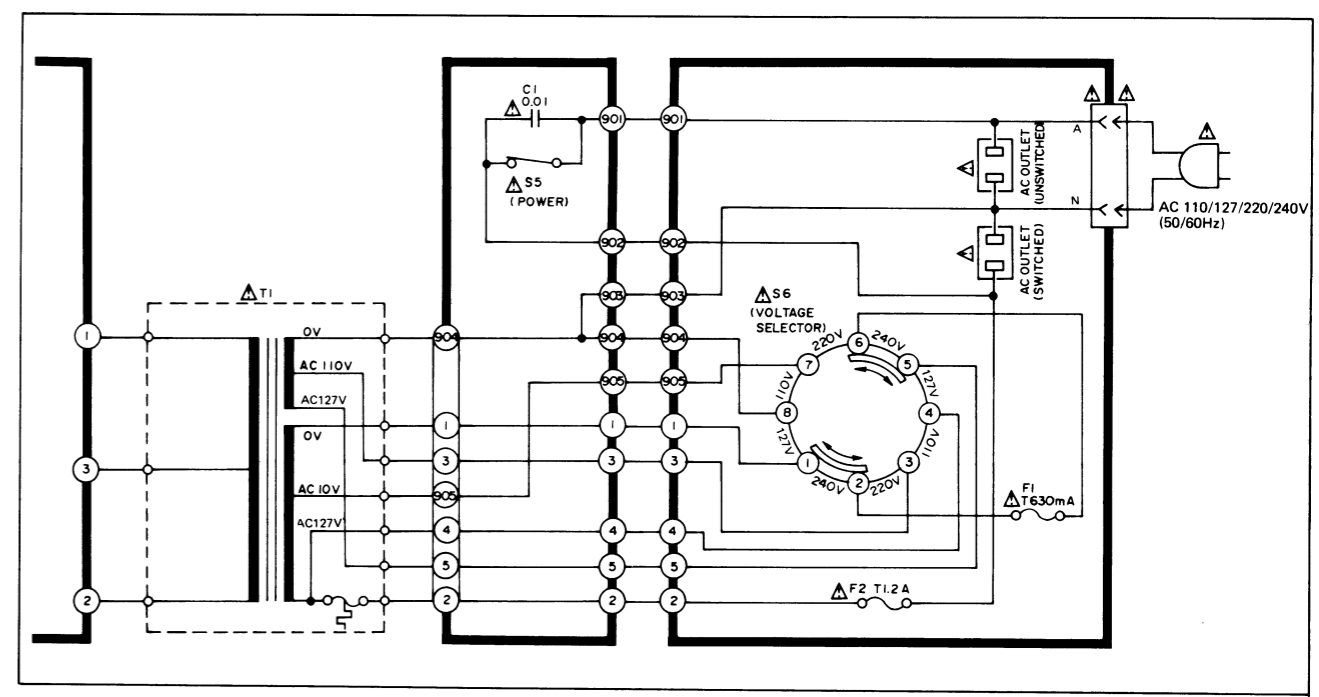 C1
0.01
901
901
A
AC OUTLET
(UNSWITCHED)
S5
(POWER)
N
AC 110/127/220/240V
(50/60Hz)
902
902
AC OUTLET
(SWITCHED)
T1
903
903
S6
(VOLTAGE
SELECTOR)
1
0V
904
904
904
220V
6
240V
7
5
AC 110V
905
905
110V
127V
AC127V
8
4
1
1
1
127V
110V
0V
3
3
3
3
1
3
240V
2
220V
AC 10V
905
F1
T630mA
AC127V
4
4
4
5
5
5
F2 T1.2A
2
2
2
2